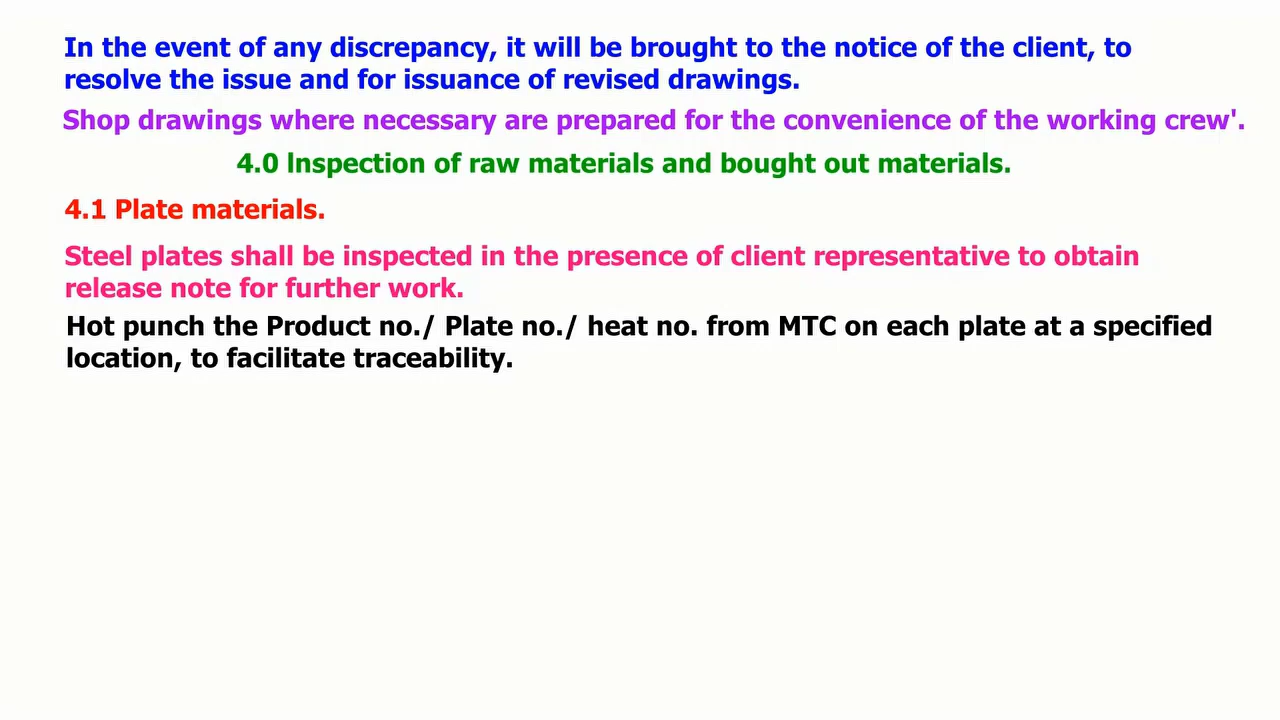 In the event of any discrepancy, it will be brought to the notice of the client, to
resolve the issue and for issuance of revised drawings.
Shop drawings where necessary are prepared for the convenience of the working crew'.
4.0 lnspection of raw materials and bought out materials.
4.1 Plate materials.
Steel plates shall be inspected in the presence of client representative to obtain
release note for further work.
Hot punch the Product no./ Plate no./ heat no. from MTC on each plate at a specified
location, to facilitate traceability.